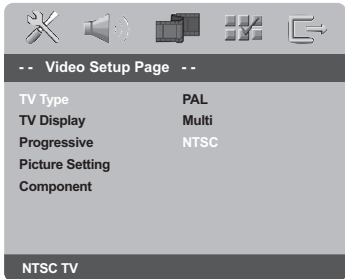 -- Video Setup Page --
TV Type PAL
TV Display Multi
Progressive NTSC
Picture Setting
Component
NTSC TV